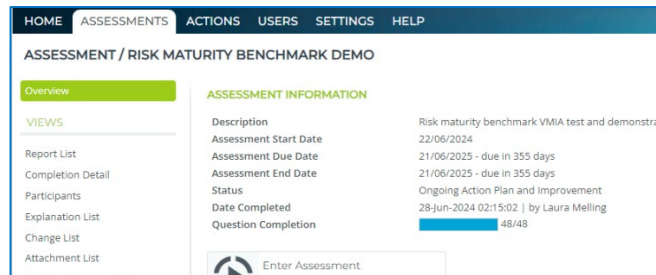 HOME ASSESSMENTS ACTIONS USERS SETTINGS HELP
ASSESSMENT / RISK MATURITY BENCHMARK DEMO
Overview
VIEWS
Report List
Completion Detail
Participants
Explanation List
Change List
Attachment List
ASSESSMENT INFORMATION
Description Risk maturity benchmark VMIA test and demonstra
Assessment Start Date 22/06/2024
Assessment Due Date 21/06/2025 - due in 355 days
Assessment End Date 21/06/2025 - due in 355 days
Status Ongoing Action Plan and Improvement
Date Completed 28-Jun-2024 02:15:02 | by Laura Melling
Question Completion 48/48
Enter Assessment